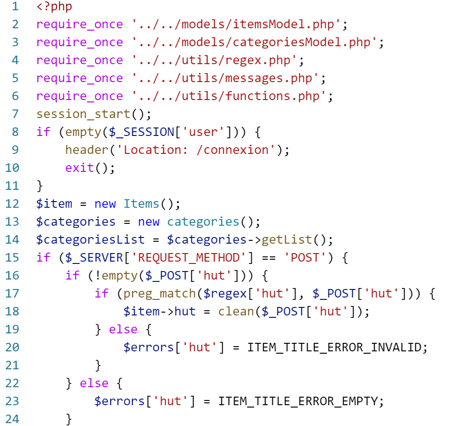 1 <?php
2 require_once '../../models/itemsModel.php';
3 require_once '../../models/categoriesModel.php';
4 require_once '../../utils/regex.php';
5 require_once '../../utils/messages.php';
6 require_once '../../utils/functions.php';
7 session_start();
8 if (empty($_SESSION['user'])) {
9     header('Location: /connexion');
10     exit();
11 }
12 $item = new Items();
13 $categories = new categories();
14 $categoriesList = $categories->getList();
15 if ($_SERVER['REQUEST_METHOD'] == 'POST') {
16     if (!empty($_POST['hut'])) {
17         if (preg_match($regex['hut'], $_POST['hut'])) {
18             $item->hut = clean($_POST['hut']);
19         } else {
20             $errors['hut'] = ITEM_TITLE_ERROR_INVALID;
21         }
22     } else {
23         $errors['hut'] = ITEM_TITLE_ERROR_EMPTY;
24     }